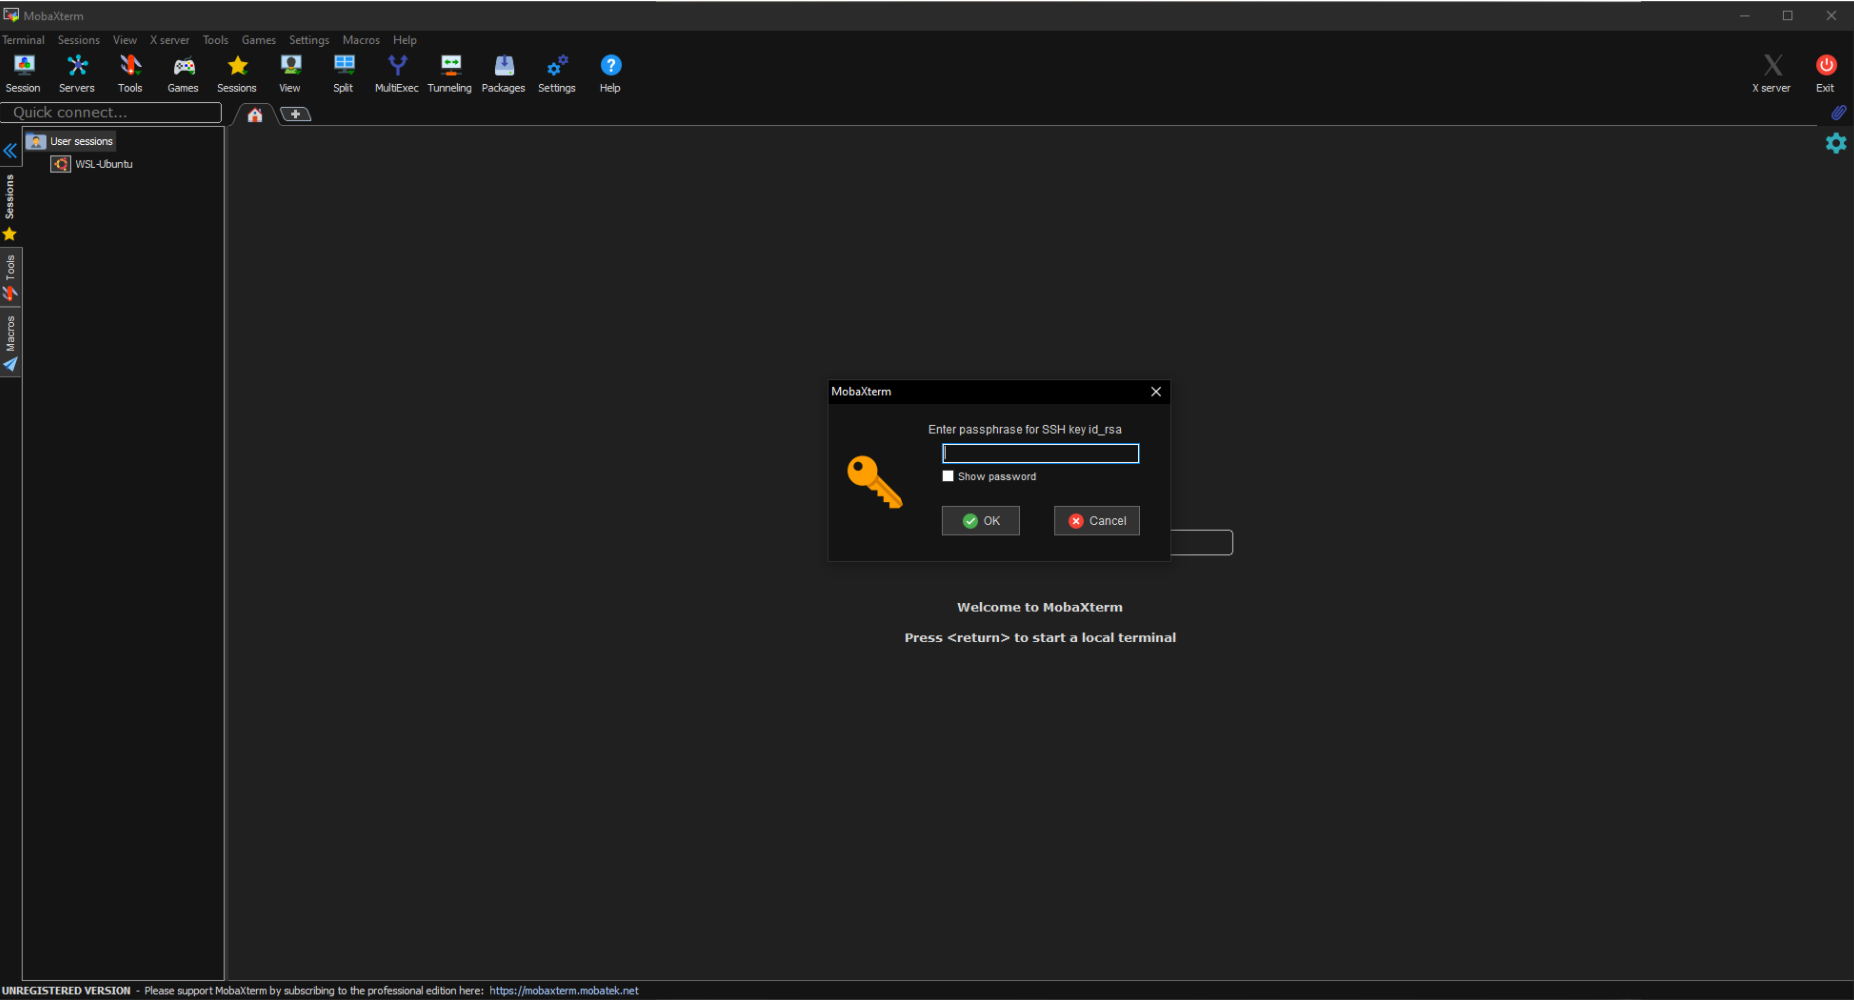 MobaXterm
Terminal Sessions View X server Tools Games Settings Macros Help
Session Servers Tools Games Sessions View Split MultiExec Tunneling Packages Settings Help X server Exit
Quick connect...
User sessions
WSL-Ubuntu
Sessions
Tools
Macros
MobaXterm
Enter passphrase for SSH key id_rsa
Show password
OK Cancel
Welcome to MobaXterm
Press <return> to start a local terminal
UNREGISTERED VERSION - Please support MobaXterm by subscribing to the professional edition here: https://mobaxterm.mobatek.net